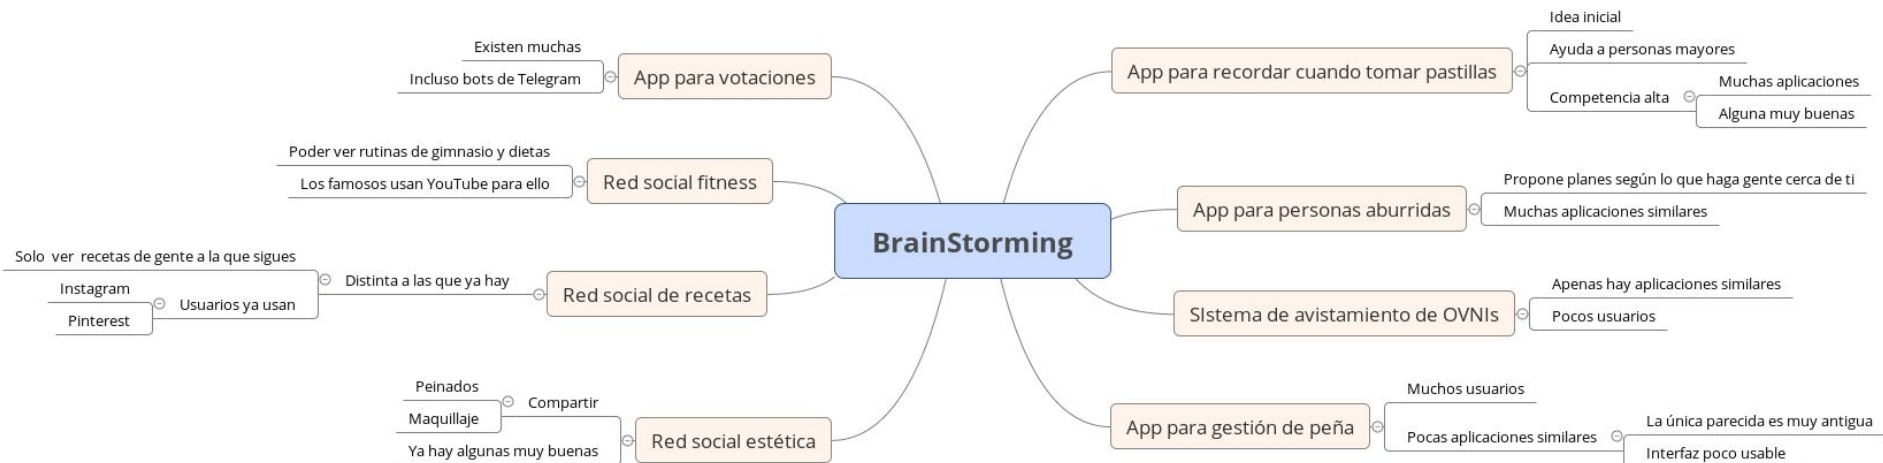 BrainStorming
App para recordar cuando tomar pastillas
Idea inicial
Ayuda a personas mayores
Competencia alta
Muchas aplicaciones
Alguna muy buenas
App para personas aburridas
Propone planes según lo que haga gente cerca de ti
Muchas aplicaciones similares
SIstema de avistamiento de OVNIs
Apenas hay aplicaciones similares
Pocos usuarios
App para gestión de peña
Muchos usuarios
Pocas aplicaciones similares
La única parecida es muy antigua
Interfaz poco usable
App para votaciones
Existen muchas
Incluso bots de Telegram
Red social fitness
Poder ver rutinas de gimnasio y dietas
Los famosos usan YouTube para ello
Red social de recetas
Distinta a las que ya hay
Solo ver recetas de gente a la que sigues
Usuarios ya usan
Instagram
Pinterest
Red social estética
Compartir
Peinados
Maquillaje
Ya hay algunas muy buenas